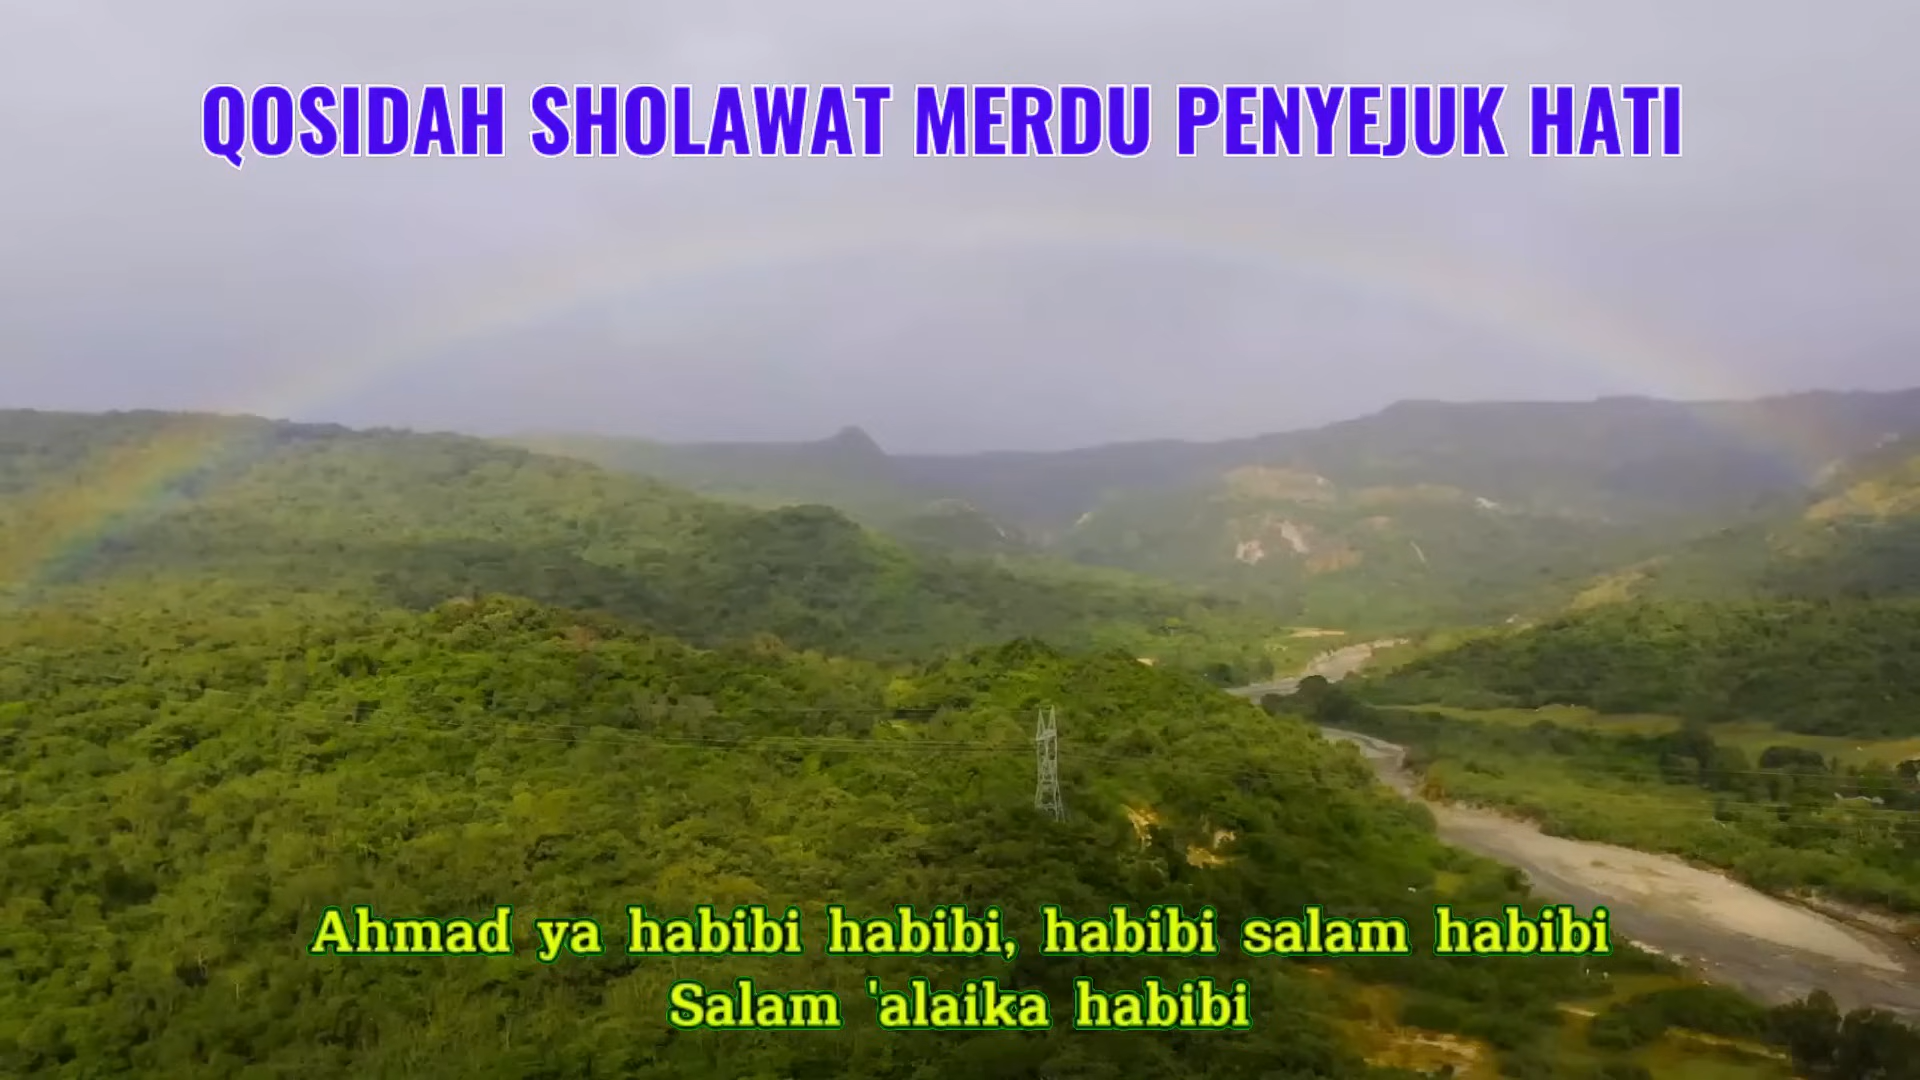 QOSIDAH SHOLAWAT MERDU PENYEJUK HATI
Ahmad ya habibi habibi, habibi salam habibi
Salam 'alaika habibi